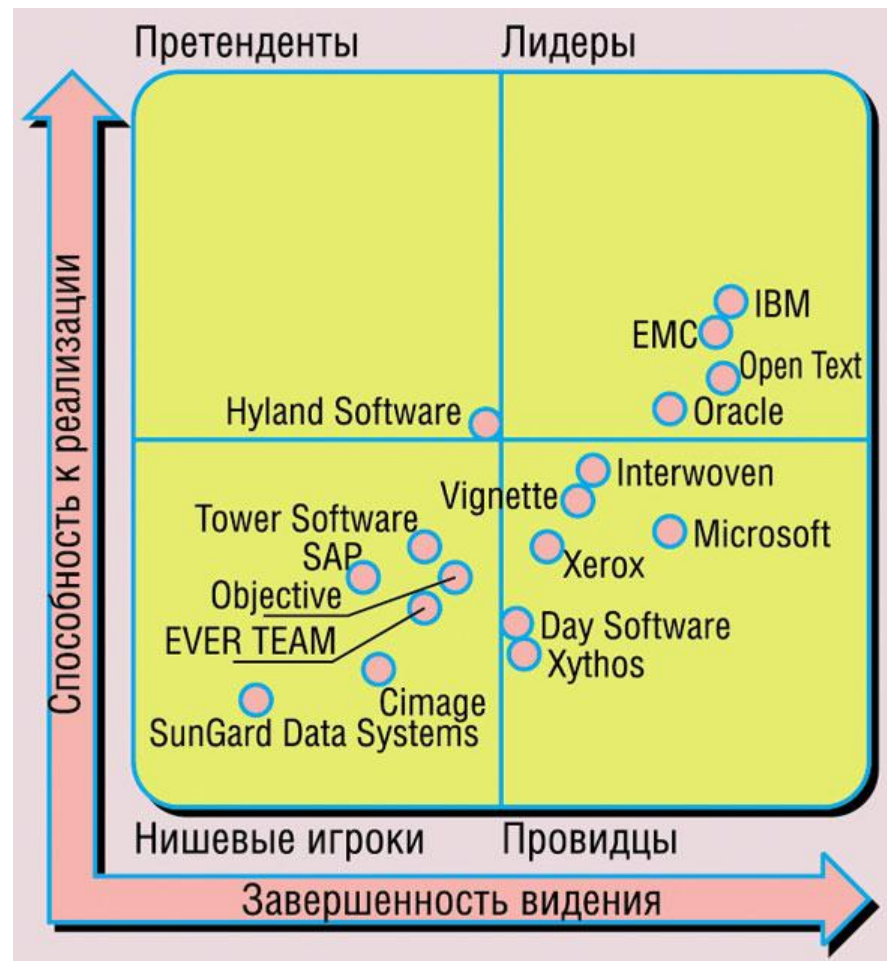 Претенденты
Лидеры
Способность к реализации
IBM
EMC
Open Text
Hyland Software
Oracle
Interwoven
Vignette
Tower Software
Microsoft
SAP
Xerox
Objective
EVER TEAM
Day Software
Xythos
Cimage
SunGard Data Systems
Нишевые игроки
Провидцы
Завершенность видения